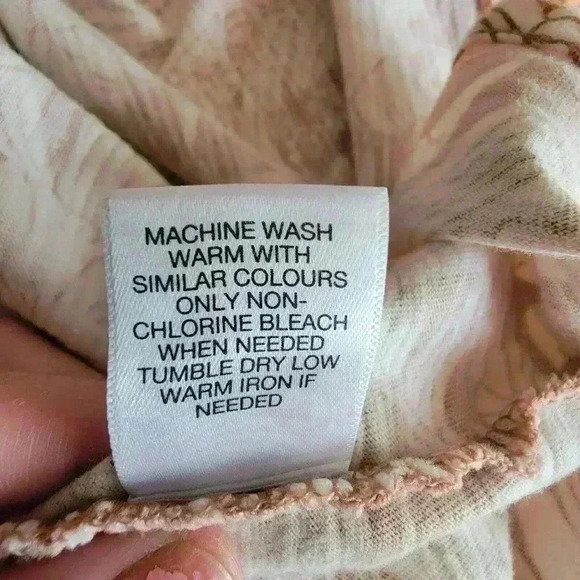 MACHINE WASH
WARM WITH
SIMILAR COLOURS
ONLY NON-
CHLORINE BLEACH
WHEN NEEDED
TUMBLE DRY LOW
WARM IRON IF
NEEDED